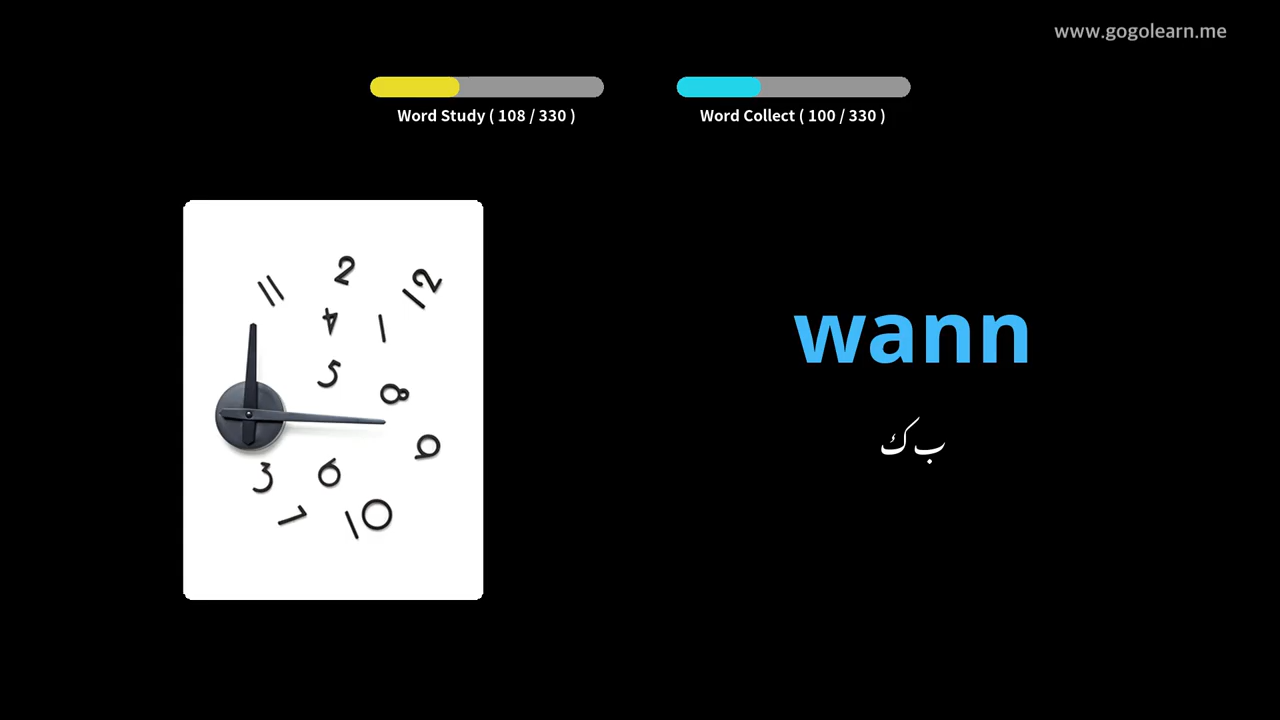 www.gogolearn.me
Word Study ( 108 / 330 )
Word Collect ( 100 / 330 )
2
11
12
4
1
5
8
9
3
6
7
10
wann
ب ك